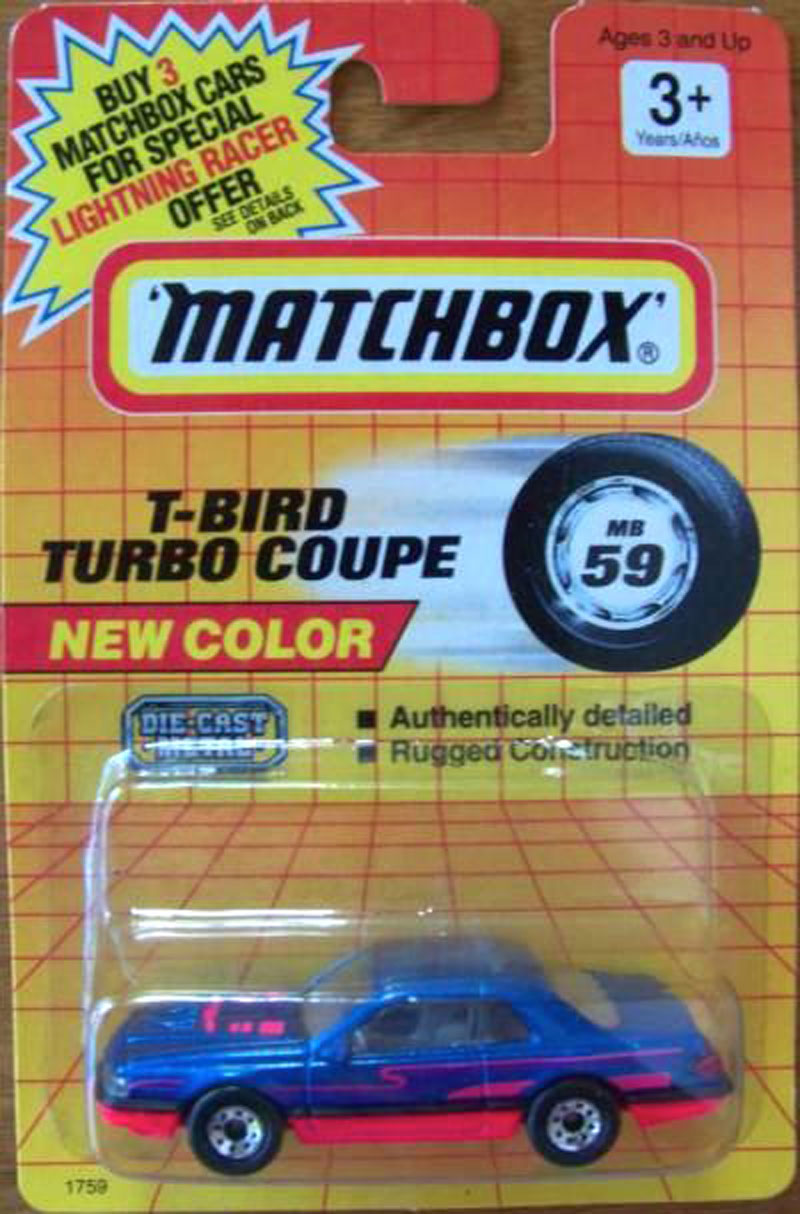 BUY 3
MATCHBOX CARS
FOR SPECIAL
LIGHTNING RACER
OFFER
SEE DETAILS
ON BACK
Ages 3 and Up
3+
Years/Años
'MATCHBOX'®
T-BIRD
TURBO COUPE
MB
59
NEW COLOR
DIE-CAST
METAL
■ Authentically detailed
■ Rugged Construction
1759